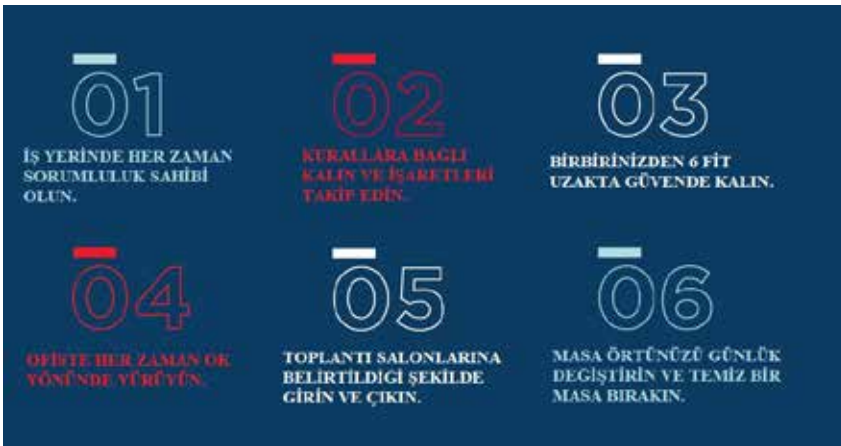 01
İŞ YERİNDE HER ZAMAN
SORUMLULUK SAHİBİ
OLUN.
02
KURALLARA BAGLI
KALIN VE İŞARETLERİ
TAKİP EDİN.
03
BİRBİRİNİZDEN 6 FİT
UZAKTA GÜVENDE KALIN.
04
OFİSTE HER ZAMAN OK
YÖNÜNDE YÜRÜYÜN.
05
TOPLANTI SALONLARINA
BELİRTİLDİGİ ŞEKİLDE
GİRİN VE ÇIKIN.
06
MASA ÖRTÜNÜZÜ GÜNLÜK
DEGİŞTİRİN VE TEMİZ BİR
MASA BIRAKIN.